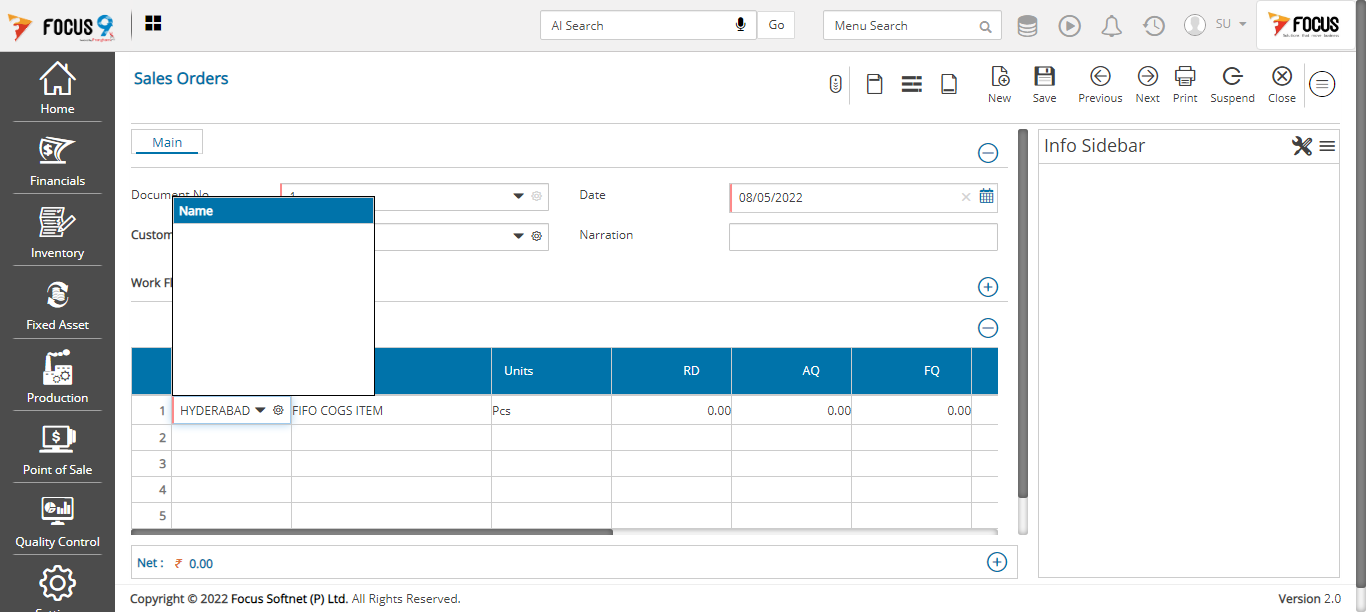 FOCUS 9
AI Search
Go
Menu Search
SU
FOCUS
Home
Financials
Inventory
Fixed Asset
Production
Point of Sale
Quality Control
Sales Orders
New
Save
Previous
Next
Print
Suspend
Close
Main
Info Sidebar
Document No
Date
08/05/2022
Name
Custom
Narration
Work Fl
Units
RD
AQ
FQ
1
HYDERABAD
FIFO COGS ITEM
Pcs
0.00
0.00
0.00
2
3
4
5
Net : ₹ 0.00
Copyright © 2022 Focus Softnet (P) Ltd. All Rights Reserved.
Version 2.0